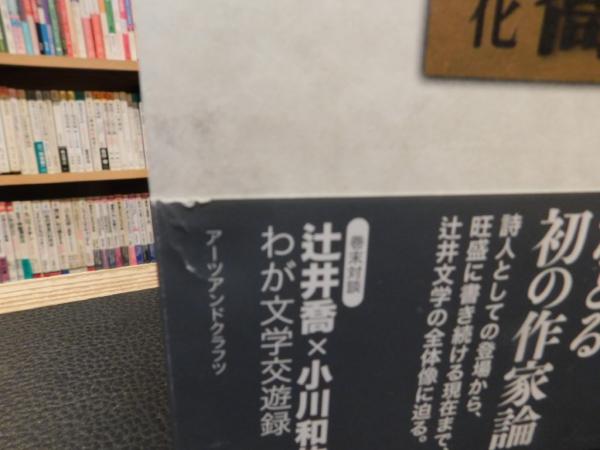 化
初の作家論
詩人としての登場から、
旺盛に書き続ける現在まで、
辻井文学の全体像に迫る。
巻末対談
辻井喬×小川和
わが文学交遊録
アーツアンドクラフツ